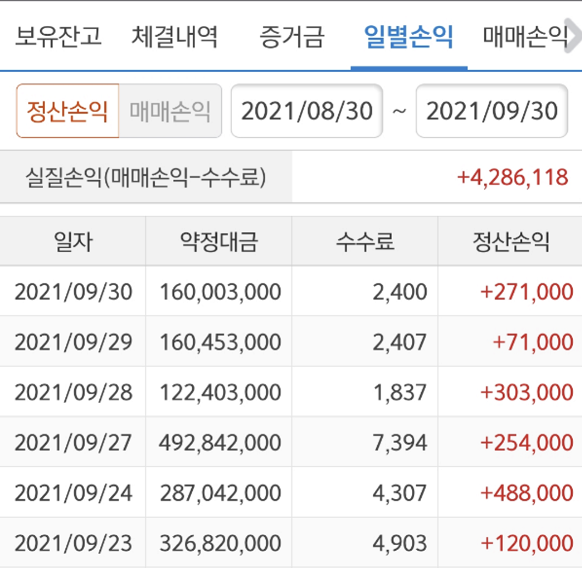 보유잔고 체결내역 증거금 일별손익 매매손익
정산손익 매매손익 2021/08/30 ~ 2021/09/30
실질손익(매매손익-수수료) +4,286,118
일자 약정대금 수수료 정산손익
2021/09/30 160,003,000 2,400 +271,000
2021/09/29 160,453,000 2,407 +71,000
2021/09/28 122,403,000 1,837 +303,000
2021/09/27 492,842,000 7,394 +254,000
2021/09/24 287,042,000 4,307 +488,000
2021/09/23 326,820,000 4,903 +120,000